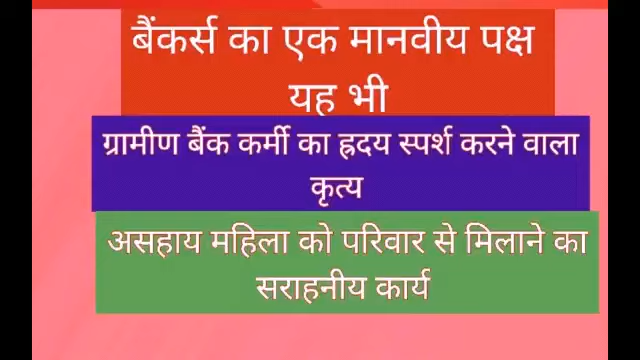 बैंकर्स का एक मानवीय पक्ष
यह भी
ग्रामीण बैंक कर्मी का ह्रदय स्पर्श करने वाला
कृत्य
असहाय महिला को परिवार से मिलाने का
सराहनीय कार्य